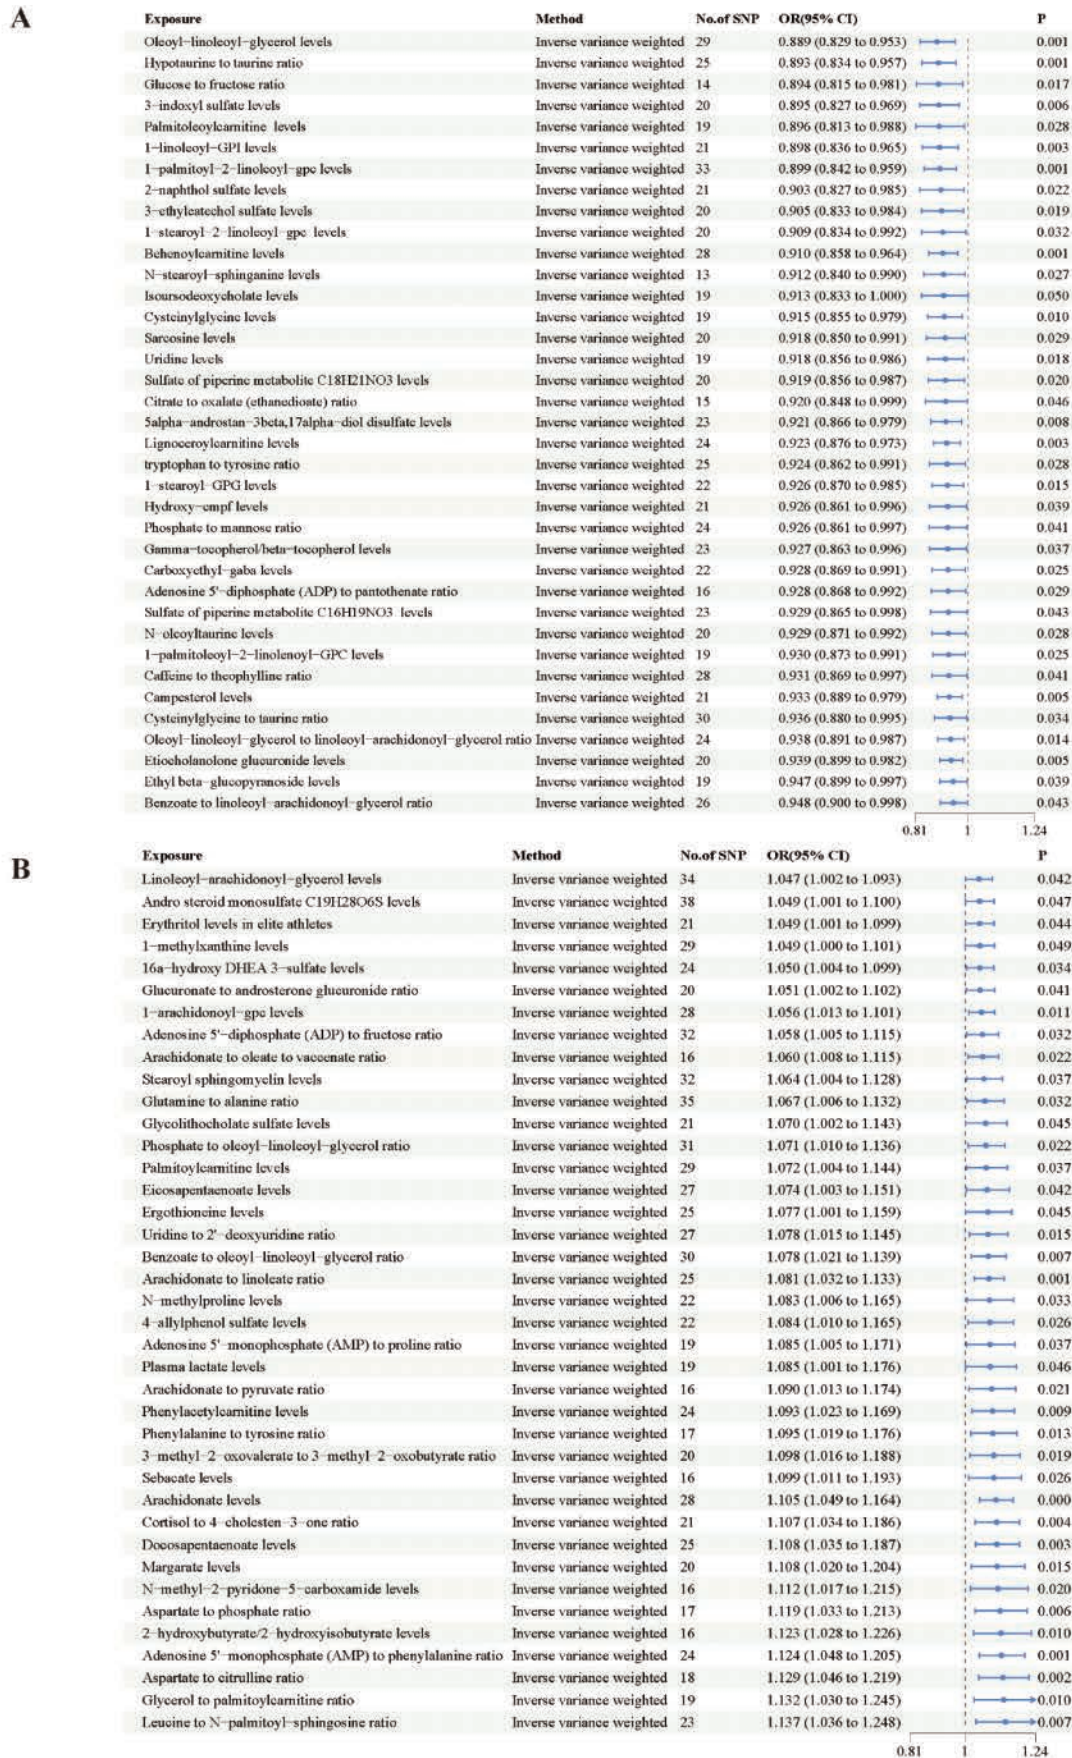 A
Exposure Method No.of SNP OR(95% CI) P
Oleoyl−linoleoyl−glycerol levels Inverse variance weighted 29 0.889 (0.829 to 0.953) 0.001
Hypotaurine to taurine ratio Inverse variance weighted 25 0.893 (0.834 to 0.957) 0.001
Glucose to fructose ratio Inverse variance weighted 14 0.894 (0.815 to 0.981) 0.017
3−indoxyl sulfate levels Inverse variance weighted 20 0.895 (0.827 to 0.969) 0.006
Palmitoleoylcarnitine levels Inverse variance weighted 19 0.896 (0.813 to 0.988) 0.028
1−linoleoyl−GPI levels Inverse variance weighted 21 0.898 (0.836 to 0.965) 0.003
1−palmitoyl−2−linoleoyl−gpc levels Inverse variance weighted 33 0.899 (0.842 to 0.959) 0.001
2−naphthol sulfate levels Inverse variance weighted 21 0.903 (0.827 to 0.985) 0.022
3−ethylcatechol sulfate levels Inverse variance weighted 20 0.905 (0.833 to 0.984) 0.019
1−stearoyl−2−linoleoyl−gpc levels Inverse variance weighted 20 0.909 (0.834 to 0.992) 0.032
Behenoylcarnitine levels Inverse variance weighted 28 0.910 (0.858 to 0.964) 0.001
N−stearoyl−sphinganine levels Inverse variance weighted 13 0.912 (0.840 to 0.990) 0.027
Isoursodeoxycholate levels Inverse variance weighted 19 0.913 (0.833 to 1.000) 0.050
Cysteinylglycine levels Inverse variance weighted 19 0.915 (0.855 to 0.979) 0.010
Sarcosine levels Inverse variance weighted 20 0.918 (0.850 to 0.991) 0.029
Uridine levels Inverse variance weighted 19 0.918 (0.856 to 0.986) 0.018
Sulfate of piperine metabolite C18H21NO3 levels Inverse variance weighted 20 0.919 (0.856 to 0.987) 0.020
Citrate to oxalate (ethanedioate) ratio Inverse variance weighted 15 0.920 (0.848 to 0.999) 0.046
5alpha−androstan−3beta,17alpha−diol disulfate levels Inverse variance weighted 23 0.921 (0.866 to 0.979) 0.008
Lignoceroylcarnitine levels Inverse variance weighted 24 0.923 (0.876 to 0.973) 0.003
tryptophan to tyrosine ratio Inverse variance weighted 25 0.924 (0.862 to 0.991) 0.028
1−stearoyl−GPG levels Inverse variance weighted 22 0.926 (0.870 to 0.985) 0.015
Hydroxy−cmpf levels Inverse variance weighted 21 0.926 (0.861 to 0.996) 0.039
Phosphate to mannose ratio Inverse variance weighted 24 0.926 (0.861 to 0.997) 0.041
Gamma−tocopherol/beta−tocopherol levels Inverse variance weighted 23 0.927 (0.863 to 0.996) 0.037
Carboxyethyl−gaba levels Inverse variance weighted 22 0.928 (0.869 to 0.991) 0.025
Adenosine 5'−diphosphate (ADP) to pantothenate ratio Inverse variance weighted 16 0.928 (0.868 to 0.992) 0.029
Sulfate of piperine metabolite C16H19NO3 levels Inverse variance weighted 23 0.929 (0.865 to 0.998) 0.043
N−oleoyltaurine levels Inverse variance weighted 20 0.929 (0.871 to 0.992) 0.028
1−palmitoleoyl−2−linolenoyl−GPC levels Inverse variance weighted 19 0.930 (0.873 to 0.991) 0.025
Caffeine to theophylline ratio Inverse variance weighted 28 0.931 (0.869 to 0.997) 0.041
Campesterol levels Inverse variance weighted 21 0.933 (0.889 to 0.979) 0.005
Cysteinylglycine to taurine ratio Inverse variance weighted 30 0.936 (0.880 to 0.995) 0.034
Oleoyl−linoleoyl−glycerol to linoleoyl−arachidonoyl−glycerol ratio Inverse variance weighted 24 0.938 (0.891 to 0.987) 0.014
Etiocholanolone glucuronide levels Inverse variance weighted 20 0.939 (0.899 to 0.982) 0.005
Ethyl beta−glucopyranoside levels Inverse variance weighted 19 0.947 (0.899 to 0.997) 0.039
Benzoate to linoleoyl−arachidonoyl−glycerol ratio Inverse variance weighted 26 0.948 (0.900 to 0.998) 0.043
0.81 1 1.24
B
Exposure Method No.of SNP OR(95% CI) P
Linoleoyl−arachidonoyl−glycerol levels Inverse variance weighted 34 1.047 (1.002 to 1.093) 0.042
Andro steroid monosulfate C19H28O6S levels Inverse variance weighted 38 1.049 (1.001 to 1.100) 0.047
Erythritol levels in elite athletes Inverse variance weighted 21 1.049 (1.001 to 1.099) 0.044
1−methylxanthine levels Inverse variance weighted 29 1.049 (1.000 to 1.101) 0.049
16a−hydroxy DHEA 3−sulfate levels Inverse variance weighted 24 1.050 (1.004 to 1.099) 0.034
Glucuronate to androsterone glucuronide ratio Inverse variance weighted 20 1.051 (1.002 to 1.102) 0.041
1−arachidonoyl−gpc levels Inverse variance weighted 28 1.056 (1.013 to 1.101) 0.011
Adenosine 5'−diphosphate (ADP) to fructose ratio Inverse variance weighted 32 1.058 (1.005 to 1.115) 0.032
Arachidonate to oleate to vaccenate ratio Inverse variance weighted 16 1.060 (1.008 to 1.115) 0.022
Stearoyl sphingomyelin levels Inverse variance weighted 32 1.064 (1.004 to 1.128) 0.037
Glutamine to alanine ratio Inverse variance weighted 35 1.067 (1.006 to 1.132) 0.032
Glycolithocholate sulfate levels Inverse variance weighted 21 1.070 (1.002 to 1.143) 0.045
Phosphate to oleoyl−linoleoyl−glycerol ratio Inverse variance weighted 31 1.071 (1.010 to 1.136) 0.022
Palmitoylcarnitine levels Inverse variance weighted 29 1.072 (1.004 to 1.144) 0.037
Eicosapentaenoate levels Inverse variance weighted 27 1.074 (1.003 to 1.151) 0.042
Ergothioneine levels Inverse variance weighted 25 1.077 (1.001 to 1.159) 0.045
Uridine to 2'−deoxyuridine ratio Inverse variance weighted 27 1.078 (1.015 to 1.145) 0.015
Benzoate to oleoyl−linoleoyl−glycerol ratio Inverse variance weighted 30 1.078 (1.021 to 1.139) 0.007
Arachidonate to linoleate ratio Inverse variance weighted 25 1.081 (1.032 to 1.133) 0.001
N−methylproline levels Inverse variance weighted 22 1.083 (1.006 to 1.165) 0.033
4−allylphenol sulfate levels Inverse variance weighted 22 1.084 (1.010 to 1.165) 0.026
Adenosine 5'−monophosphate (AMP) to proline ratio Inverse variance weighted 19 1.085 (1.005 to 1.171) 0.037
Plasma lactate levels Inverse variance weighted 19 1.085 (1.001 to 1.176) 0.046
Arachidonate to pyruvate ratio Inverse variance weighted 16 1.090 (1.013 to 1.174) 0.021
Phenylacetylcarnitine levels Inverse variance weighted 24 1.093 (1.023 to 1.169) 0.009
Phenylalanine to tyrosine ratio Inverse variance weighted 17 1.095 (1.019 to 1.176) 0.013
3−methyl−2−oxovalerate to 3−methyl−2−oxobutyrate ratio Inverse variance weighted 20 1.098 (1.016 to 1.188) 0.019
Sebacate levels Inverse variance weighted 16 1.099 (1.011 to 1.193) 0.026
Arachidonate levels Inverse variance weighted 28 1.105 (1.049 to 1.164) 0.000
Cortisol to 4−cholesten−3−one ratio Inverse variance weighted 21 1.107 (1.034 to 1.186) 0.004
Docosapentaenoate levels Inverse variance weighted 25 1.108 (1.035 to 1.187) 0.003
Margarate levels Inverse variance weighted 20 1.108 (1.020 to 1.204) 0.015
N−methyl−2−pyridone−5−carboxamide levels Inverse variance weighted 16 1.112 (1.017 to 1.215) 0.020
Aspartate to phosphate ratio Inverse variance weighted 17 1.119 (1.033 to 1.213) 0.006
2−hydroxybutyrate/2−hydroxyisobutyrate levels Inverse variance weighted 16 1.123 (1.028 to 1.226) 0.010
Adenosine 5'−monophosphate (AMP) to phenylalanine ratio Inverse variance weighted 24 1.124 (1.048 to 1.205) 0.001
Aspartate to citrulline ratio Inverse variance weighted 18 1.129 (1.046 to 1.219) 0.002
Glycerol to palmitoylcarnitine ratio Inverse variance weighted 19 1.132 (1.030 to 1.245) 0.010
Leucine to N−palmitoyl−sphingosine ratio Inverse variance weighted 23 1.137 (1.036 to 1.248) 0.007
0.81 1 1.24